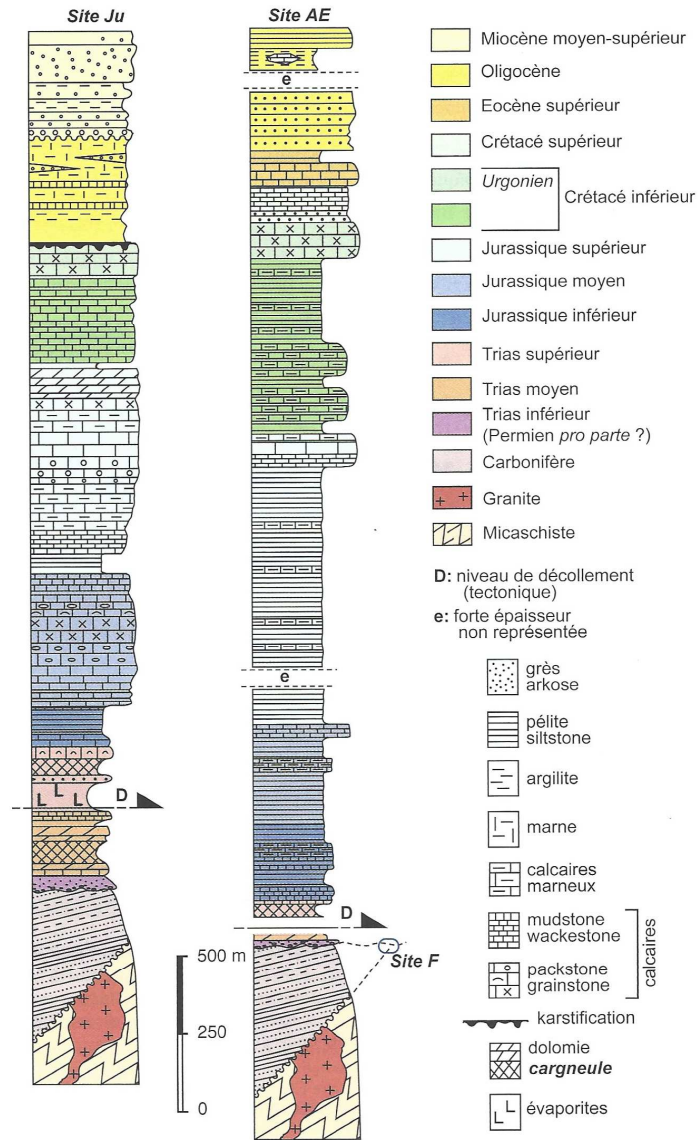 Site Ju
Site AE
e
D
e
D
Site F
500 m
250
0
L L L
Miocène moyen-supérieur
Oligocène
Eocène supérieur
Crétacé supérieur
Urgonien
Crétacé inférieur
Jurassique supérieur
Jurassique moyen
Jurassique inférieur
Trias supérieur
Trias moyen
Trias inférieur
(Permien pro parte ?)
Carbonifère
Granite
Micaschiste
D: niveau de décollement
(tectonique)
e: forte épaisseur
non représentée
grès
arkose
pélite
siltstone
argilite
marne
calcaires
marneux
mudstone
wackestone
packstone
grainstone
calcaires
karstification
dolomie
cargneule
L L
évaporites